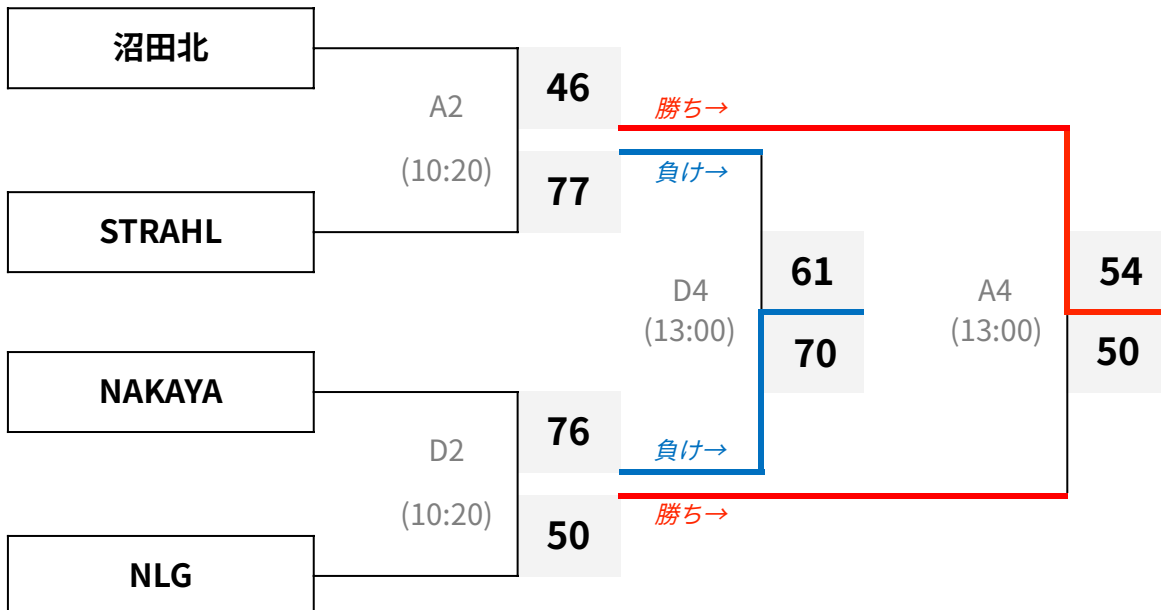 沼田北
46
A2
勝ち→
(10:20)
負け→
77
STRAHL
61
54
D4
A4
(13:00)
(13:00)
70
50
NAKAYA
76
D2
負け→
(10:20)
勝ち→
50
NLG